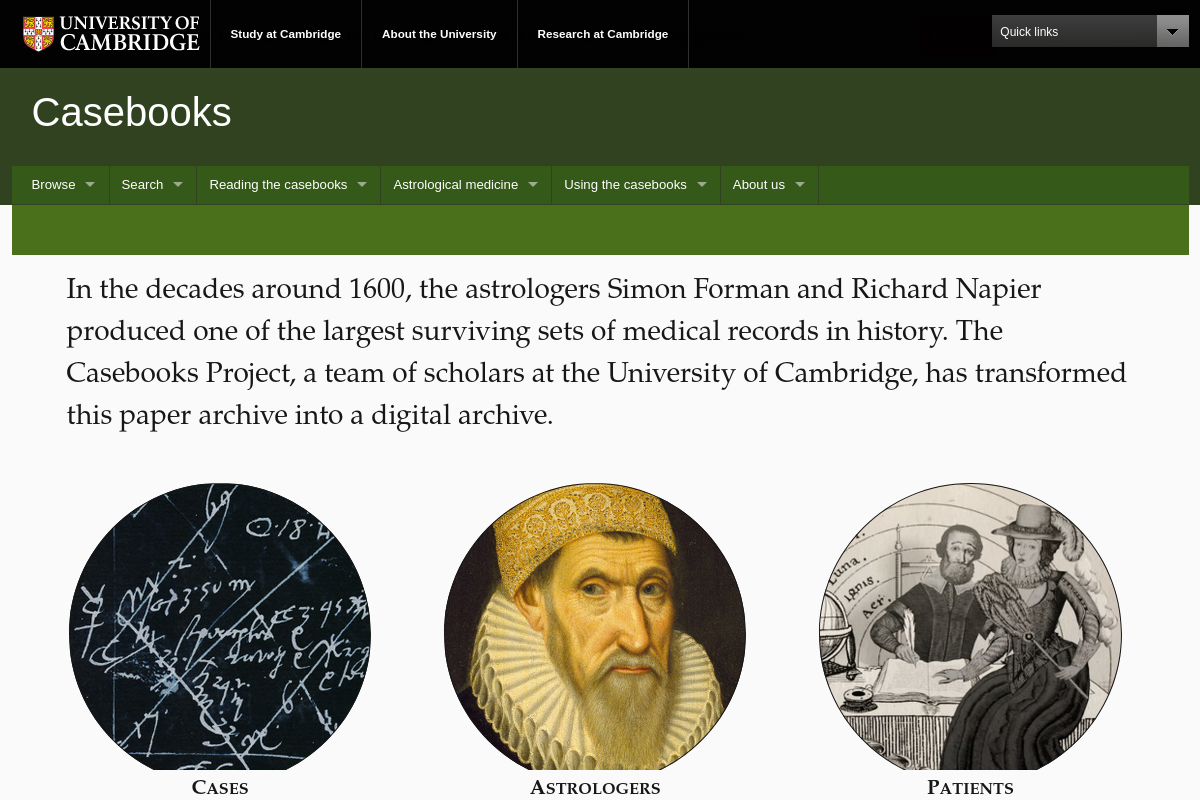 UNIVERSITY OF
CAMBRIDGE
Study at Cambridge
About the University
Research at Cambridge
Quick links
Casebooks
Browse
Search
Reading the casebooks
Astrological medicine
Using the casebooks
About us
In the decades around 1600, the astrologers Simon Forman and Richard Napier
produced one of the largest surviving sets of medical records in history. The
Casebooks Project, a team of scholars at the University of Cambridge, has transformed
this paper archive into a digital archive.
Luna.
Ignis.
Aer.
CASES
ASTROLOGERS
PATIENTS